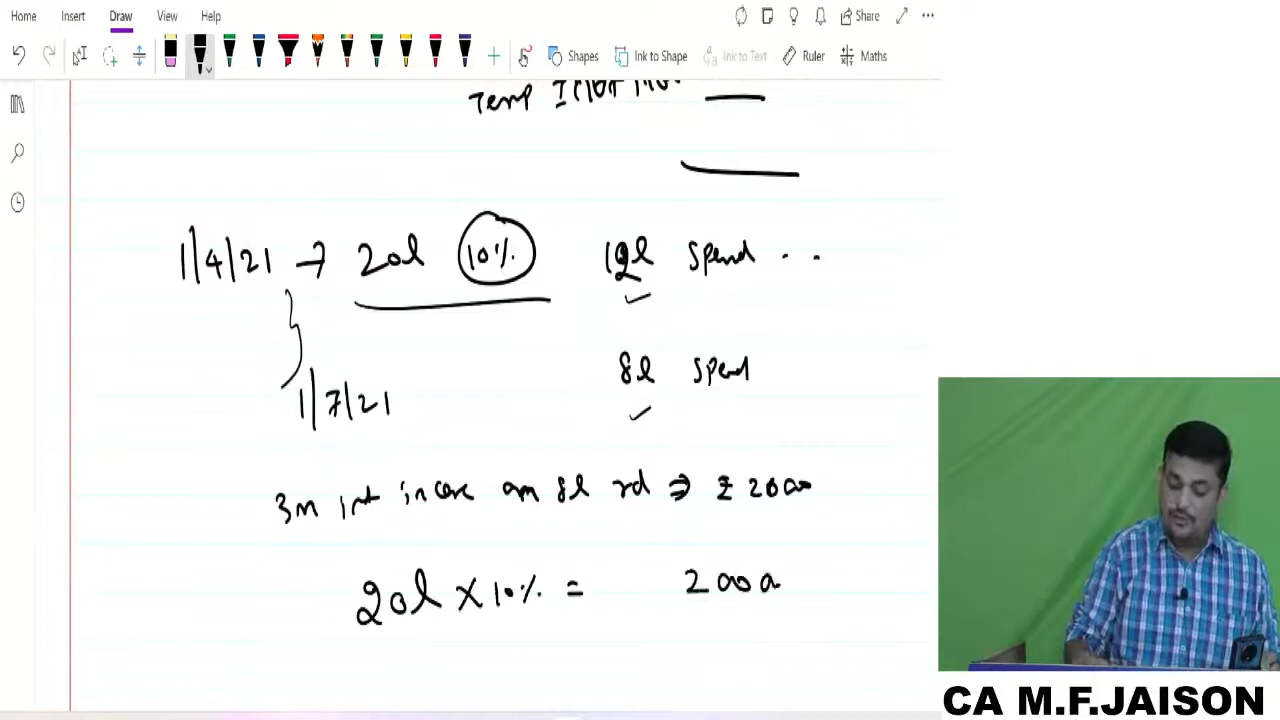 Home Insert Draw View Help Share
Shapes Ink to Shape Ink to Text Ruler Maths
Temp
1/4/21 → 20l 10% 12l spend . .
8l spend
1/7/21
3m int income on 8l rd ⇒ ₹ 2000
20l × 10% = 2000
CA M.F.JAISON